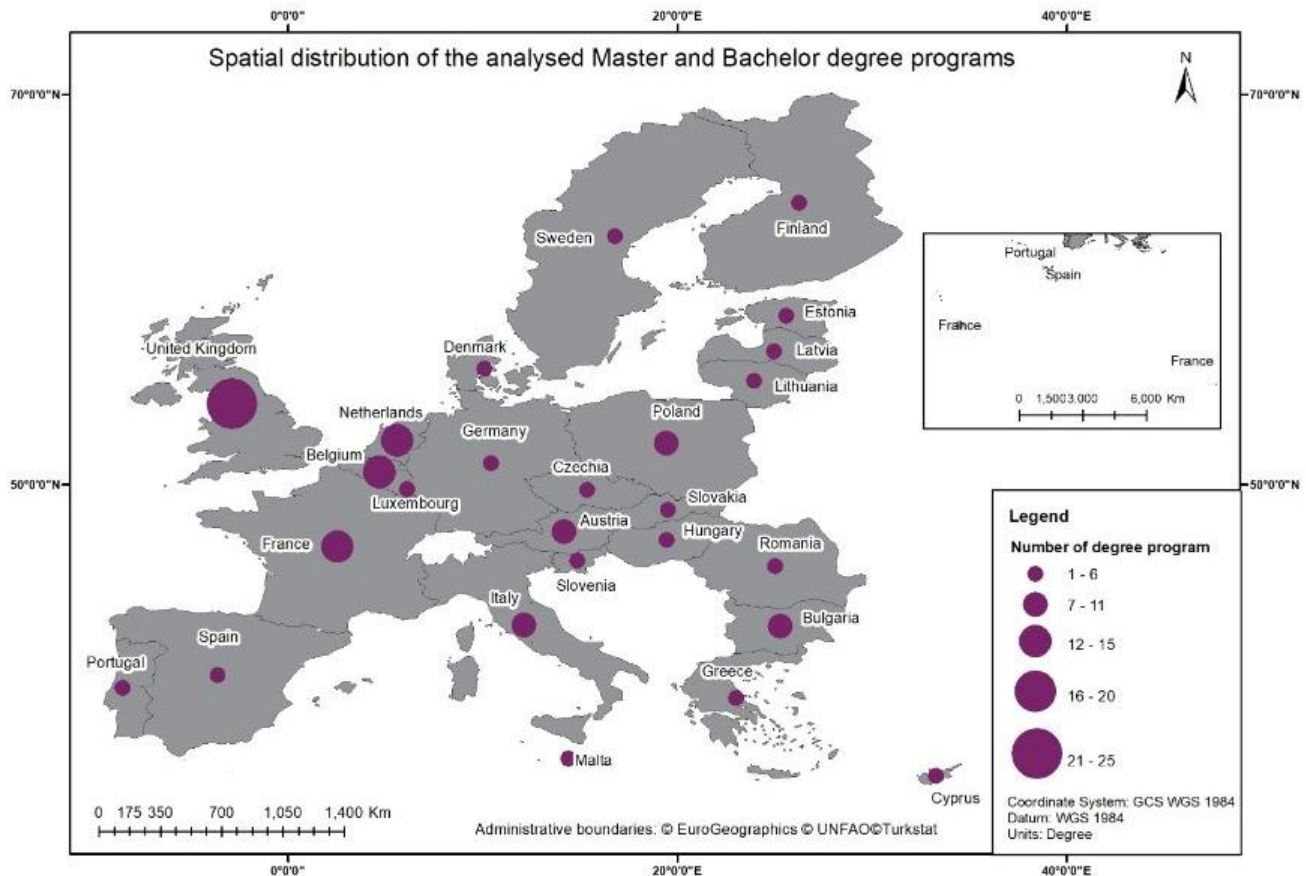 0°0'0" 20°0'0"E 40°0'0"E
Spatial distribution of the analysed Master and Bachelor degree programs
N
70°0'0"N 70°0'0"N
Finland
Sweden
Portugal
Spain
France
France
0 1,5003,000 6,000 Km
Estonia
Latvia
Lithuania
United Kingdom
Denmark
Netherlands
Germany
Poland
Belgium
Czechia
50°0'0"N 50°0'0"N
Luxembourg
Slovakia
Austria
Hungary
France
Romania
Slovenia
Italy
Bulgaria
Spain
Portugal
Greece
Malta
Cyprus
Legend
Number of degree program
1 - 6
7 - 11
12 - 15
16 - 20
21 - 25
Coordinate System: GCS WGS 1984
Datum: WGS 1984
Units: Degree
0 175 350 700 1,050 1,400 Km
Administrative boundaries: © EuroGeographics © UNFAO©Turkstat
0°0'0" 20°0'0"E 40°0'0"E